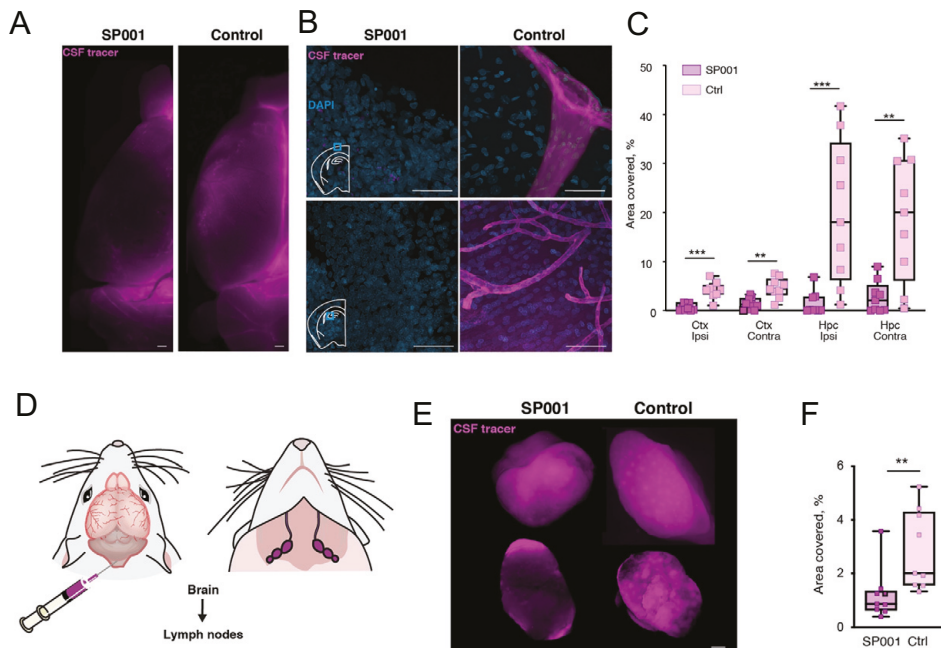 A
SP001
Control
CSF tracer
B
SP001
Control
CSF tracer
DAPI
C
SP001
Ctrl
Area covered, %
50
40
30
20
10
0
***
**
***
**
Ctx
Ipsi
Ctx
Contra
Hpc
Ipsi
Hpc
Contra
D
Brain
Lymph nodes
E
SP001
Control
CSF tracer
F
Area covered, %
6
4
2
0
**
SP001
Ctrl